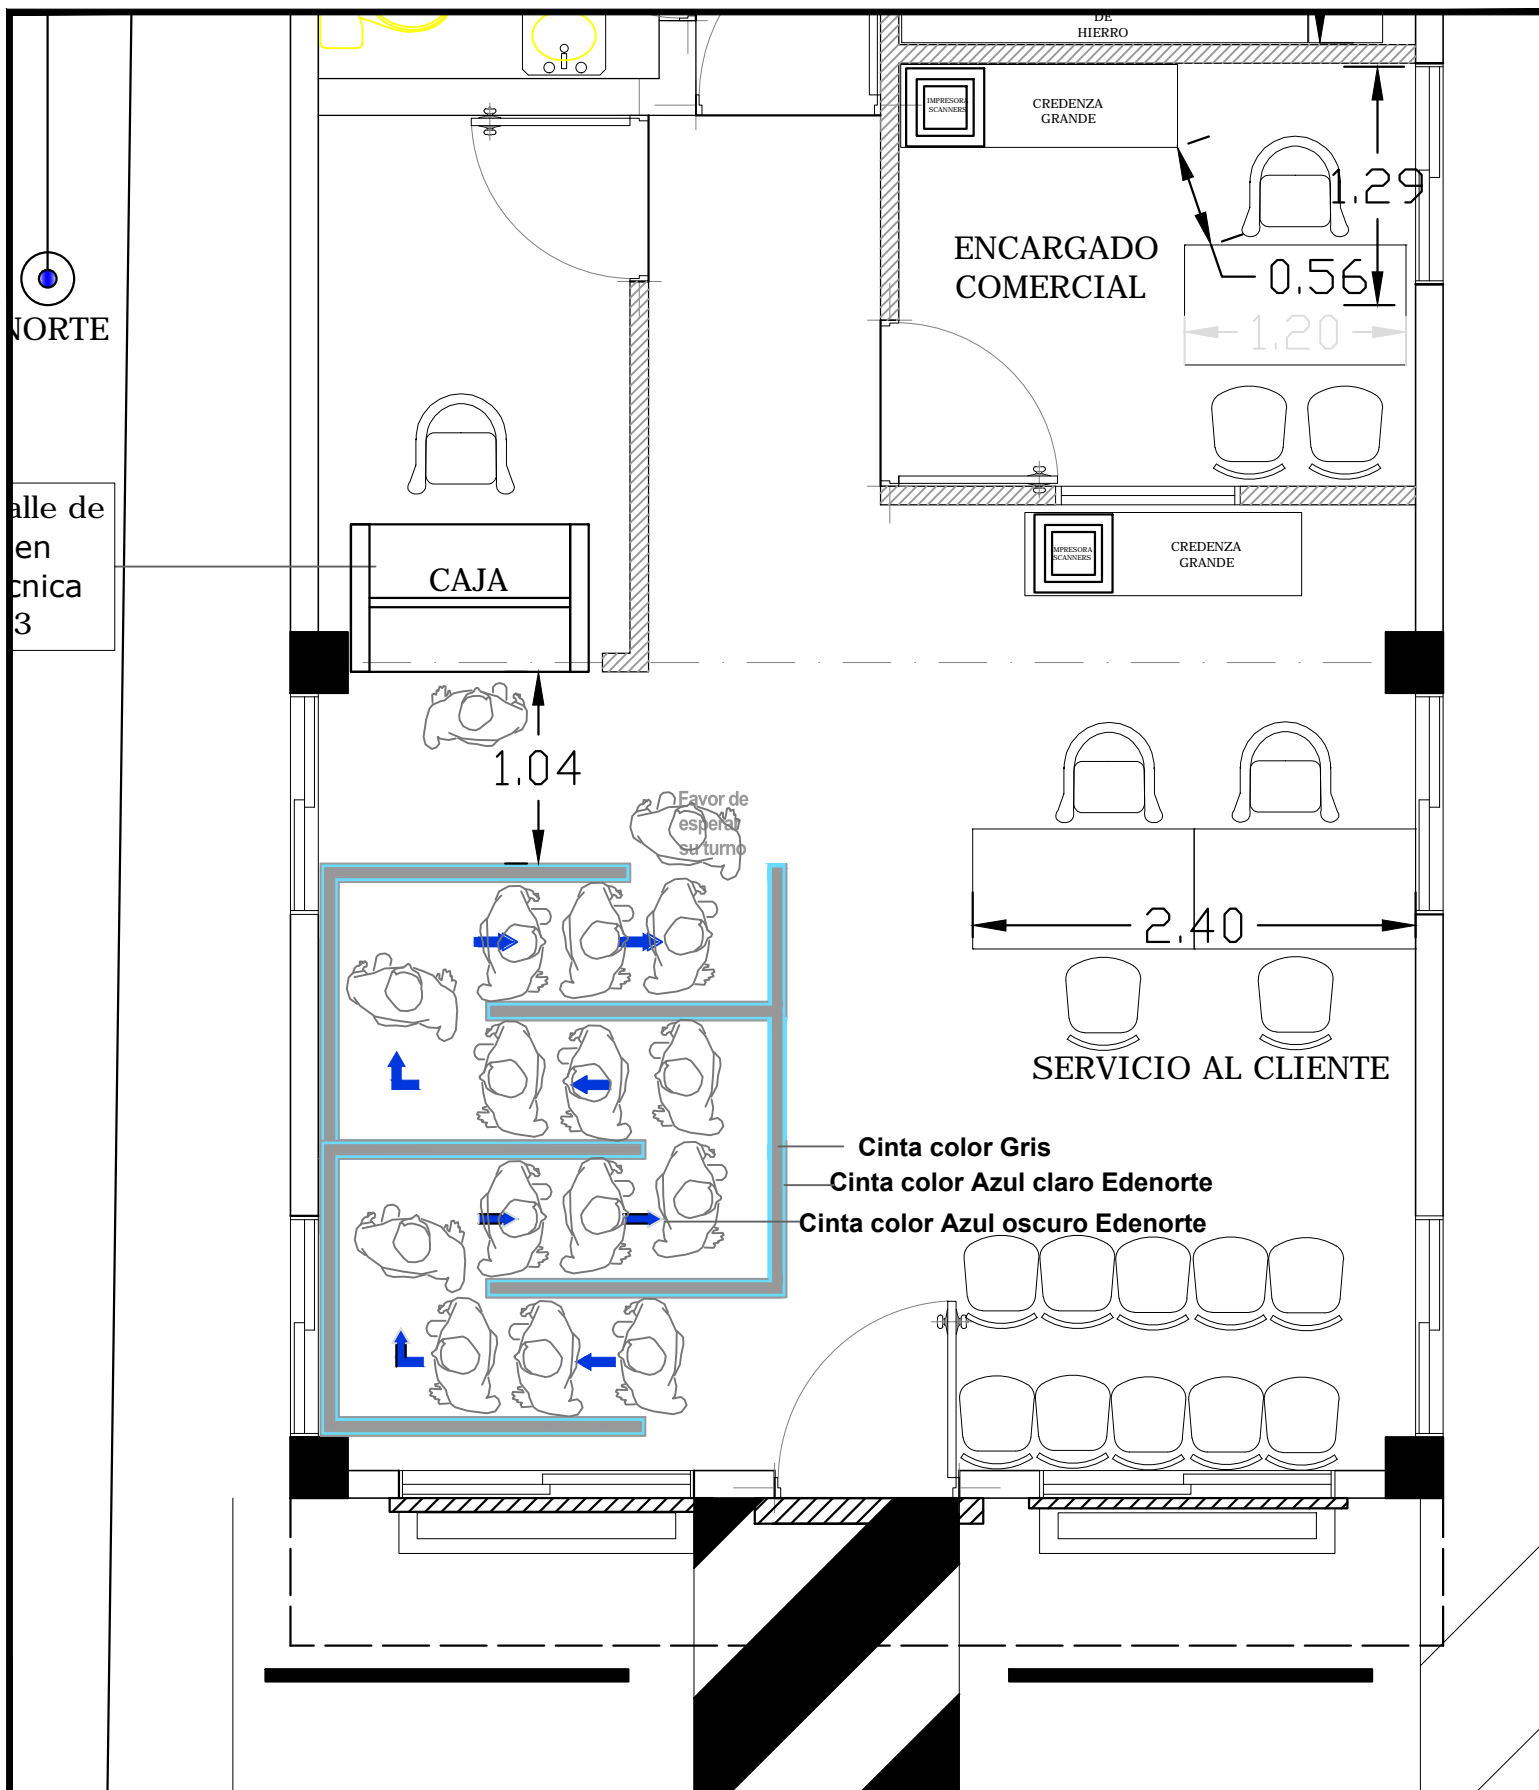 DE
HIERRO
IMPRESORA
SCANNERS
CREDENZA
GRANDE
1.29
ENCARGADO
COMERCIAL
0.56
1.20
NORTE
alle de
en
cnica
3
CAJA
IMPRESORA
SCANNERS
CREDENZA
GRANDE
1.04
Favor de
esperar
su turno
2.40
SERVICIO AL CLIENTE
Cinta color Gris
Cinta color Azul claro Edenorte
Cinta color Azul oscuro Edenorte